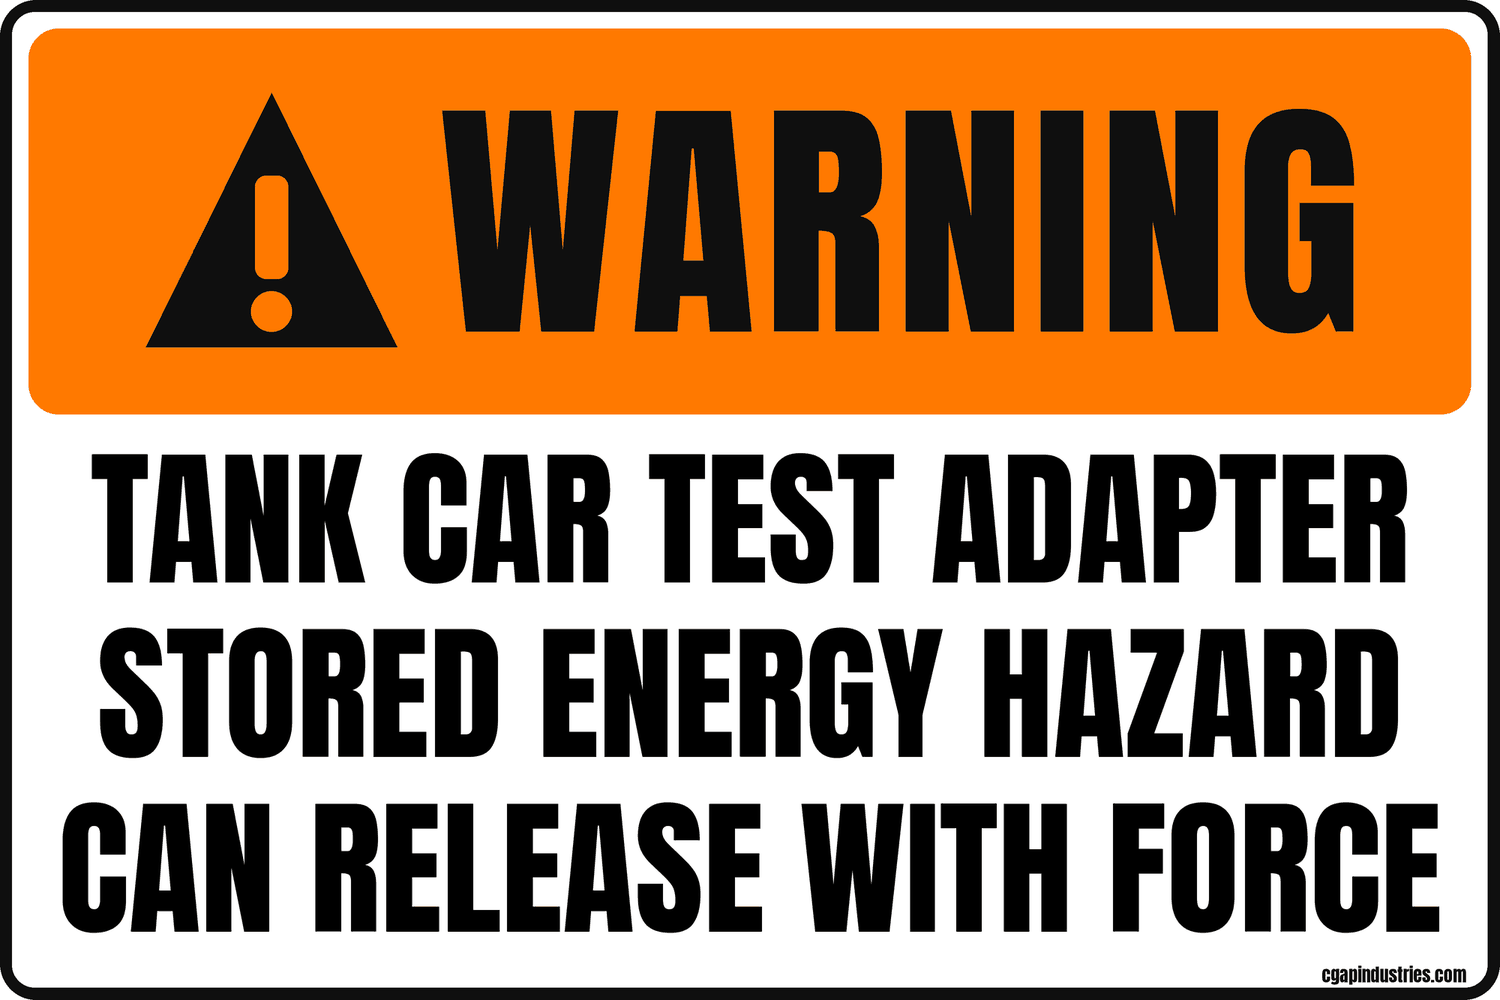 WARNING
TANK CAR TEST ADAPTER
STORED ENERGY HAZARD
CAN RELEASE WITH FORCE
cgapindustries.com